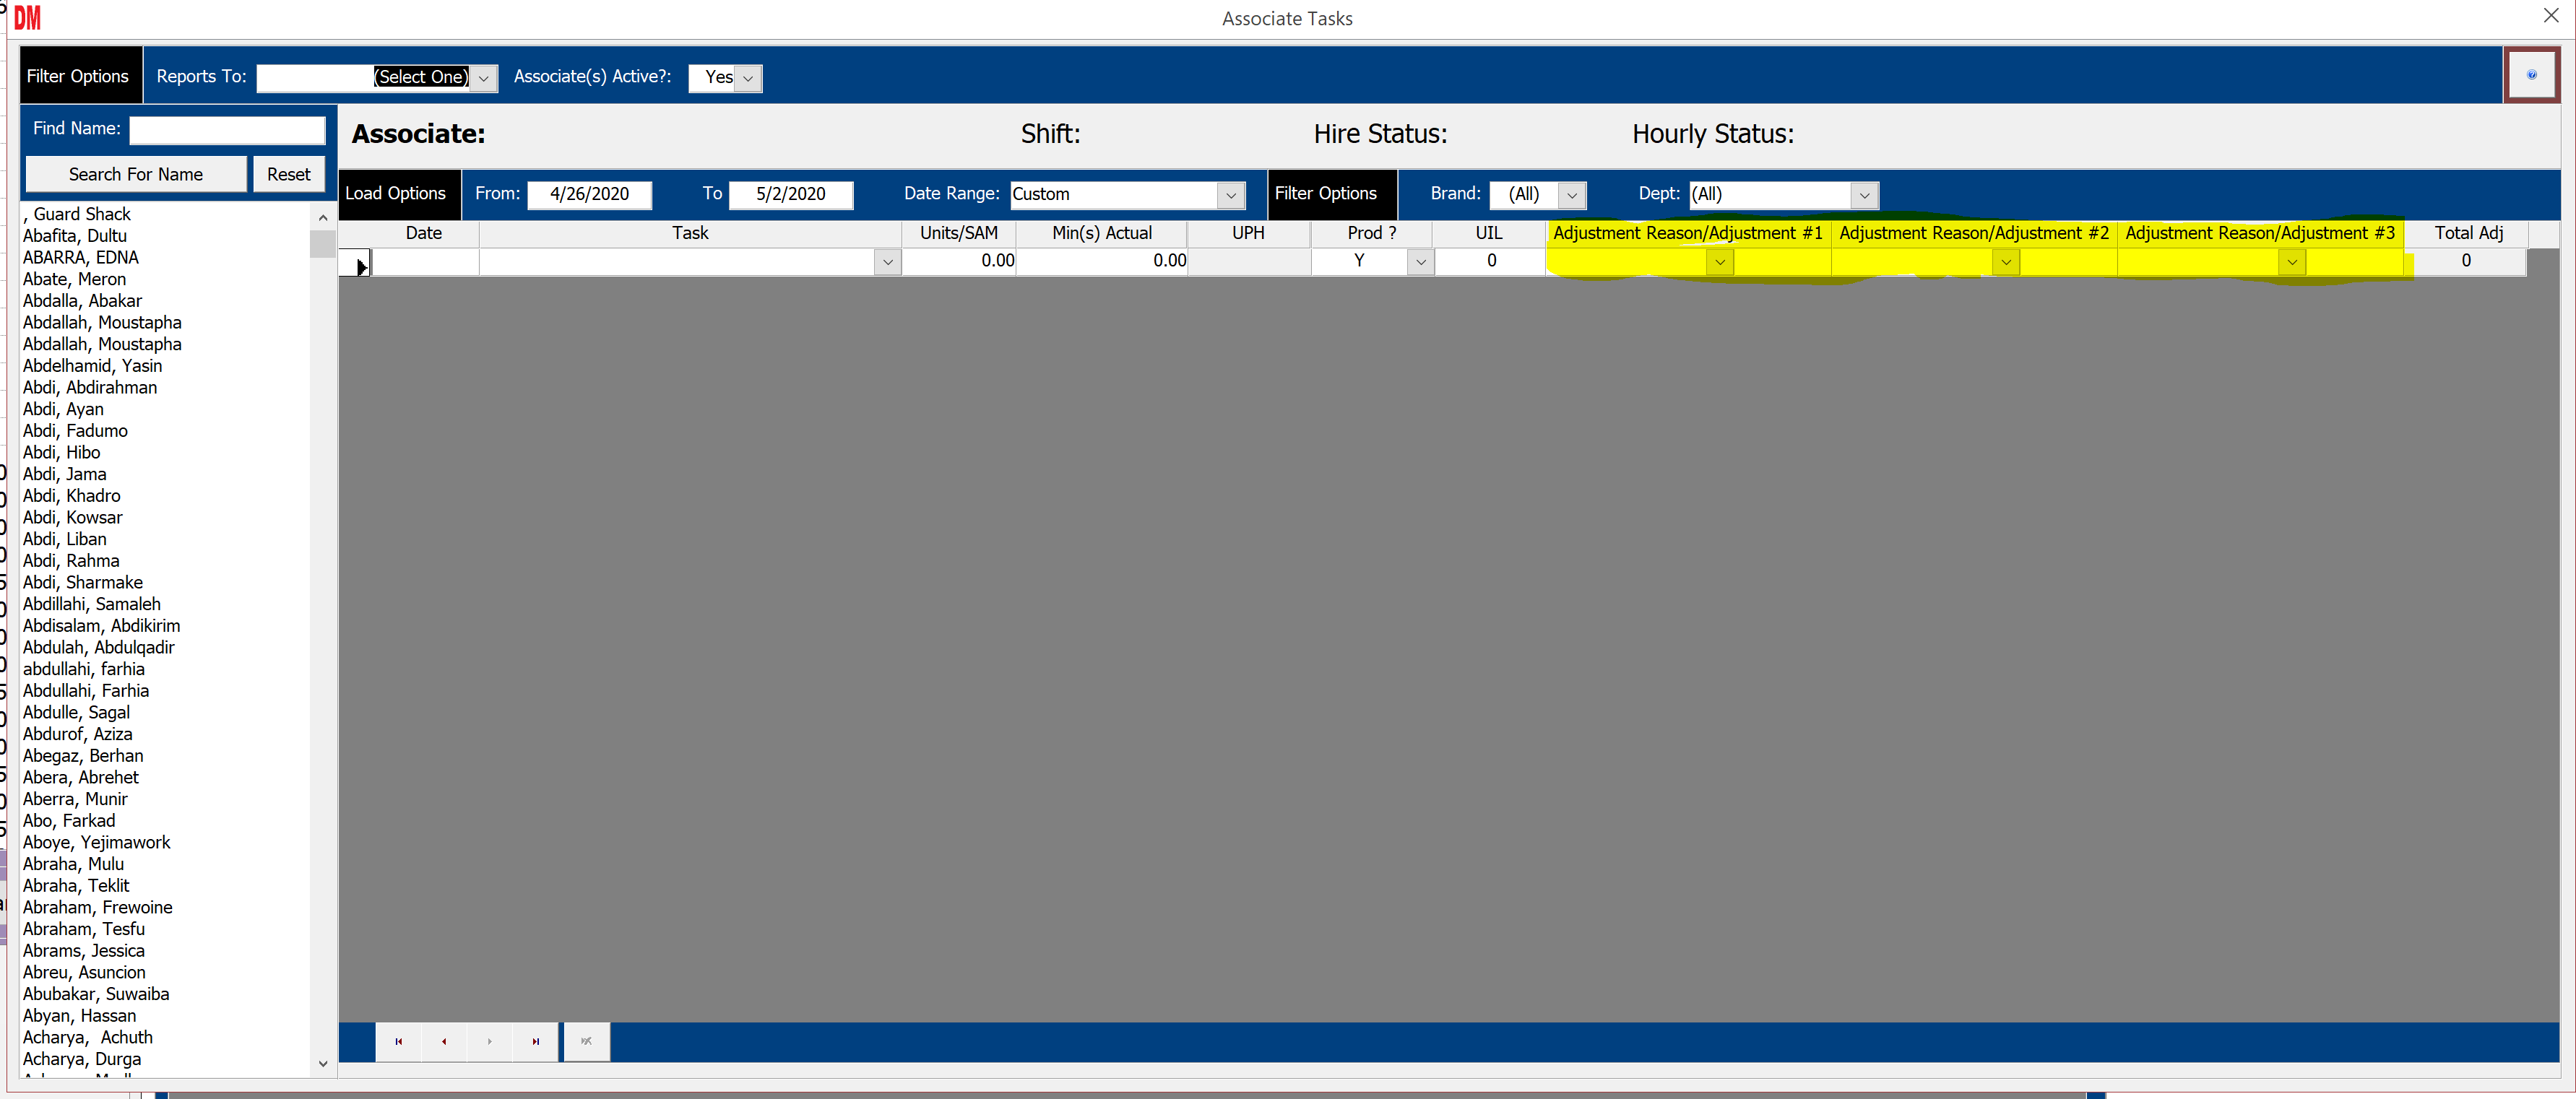 DM
Associate Tasks
Filter Options Reports To: (Select One) Associate(s) Active?: Yes
Find Name:
Search For Name Reset
Associate: Shift: Hire Status: Hourly Status:
Load Options From: 4/26/2020 To 5/2/2020 Date Range: Custom Filter Options Brand: (All) Dept: (All)
Date Task Units/SAM Min(s) Actual UPH Prod ? UIL Adjustment Reason/Adjustment #1 Adjustment Reason/Adjustment #2 Adjustment Reason/Adjustment #3 Total Adj
0.00 0.00 Y 0 0
, Guard Shack
Abafita, Dultu
ABARRA, EDNA
Abate, Meron
Abdalla, Abakar
Abdallah, Moustapha
Abdallah, Moustapha
Abdelhamid, Yasin
Abdi, Abdirahman
Abdi, Ayan
Abdi, Fadumo
Abdi, Hibo
Abdi, Jama
Abdi, Khadro
Abdi, Kowsar
Abdi, Liban
Abdi, Rahma
Abdi, Sharmake
Abdillahi, Samaleh
Abdisalam, Abdikirim
Abdulah, Abdulqadir
abdullahi, farhia
Abdullahi, Farhia
Abdulle, Sagal
Abdurof, Aziza
Abegaz, Berhan
Abera, Abrehet
Aberra, Munir
Abo, Farkad
Aboye, Yejimawork
Abraha, Mulu
Abraha, Teklit
Abraham, Frewoine
Abraham, Tesfu
Abrams, Jessica
Abreu, Asuncion
Abubakar, Suwaiba
Abyan, Hassan
Acharya,  Achuth
Acharya, Durga